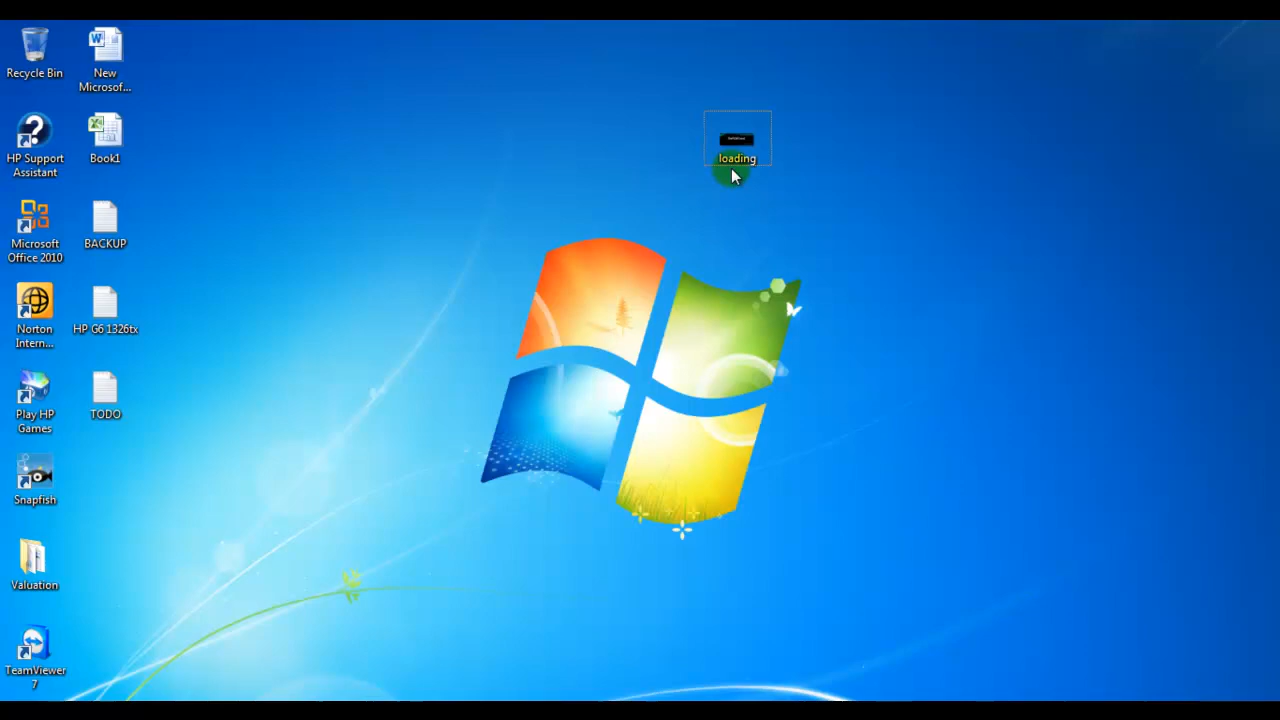 Recycle Bin
New
Microsof...
HP Support
Assistant
Book1
Microsoft
Office 2010
BACKUP
Norton
Intern...
HP G6 1326tx
Play HP
Games
TODO
Snapfish
Valuation
TeamViewer
7
loading